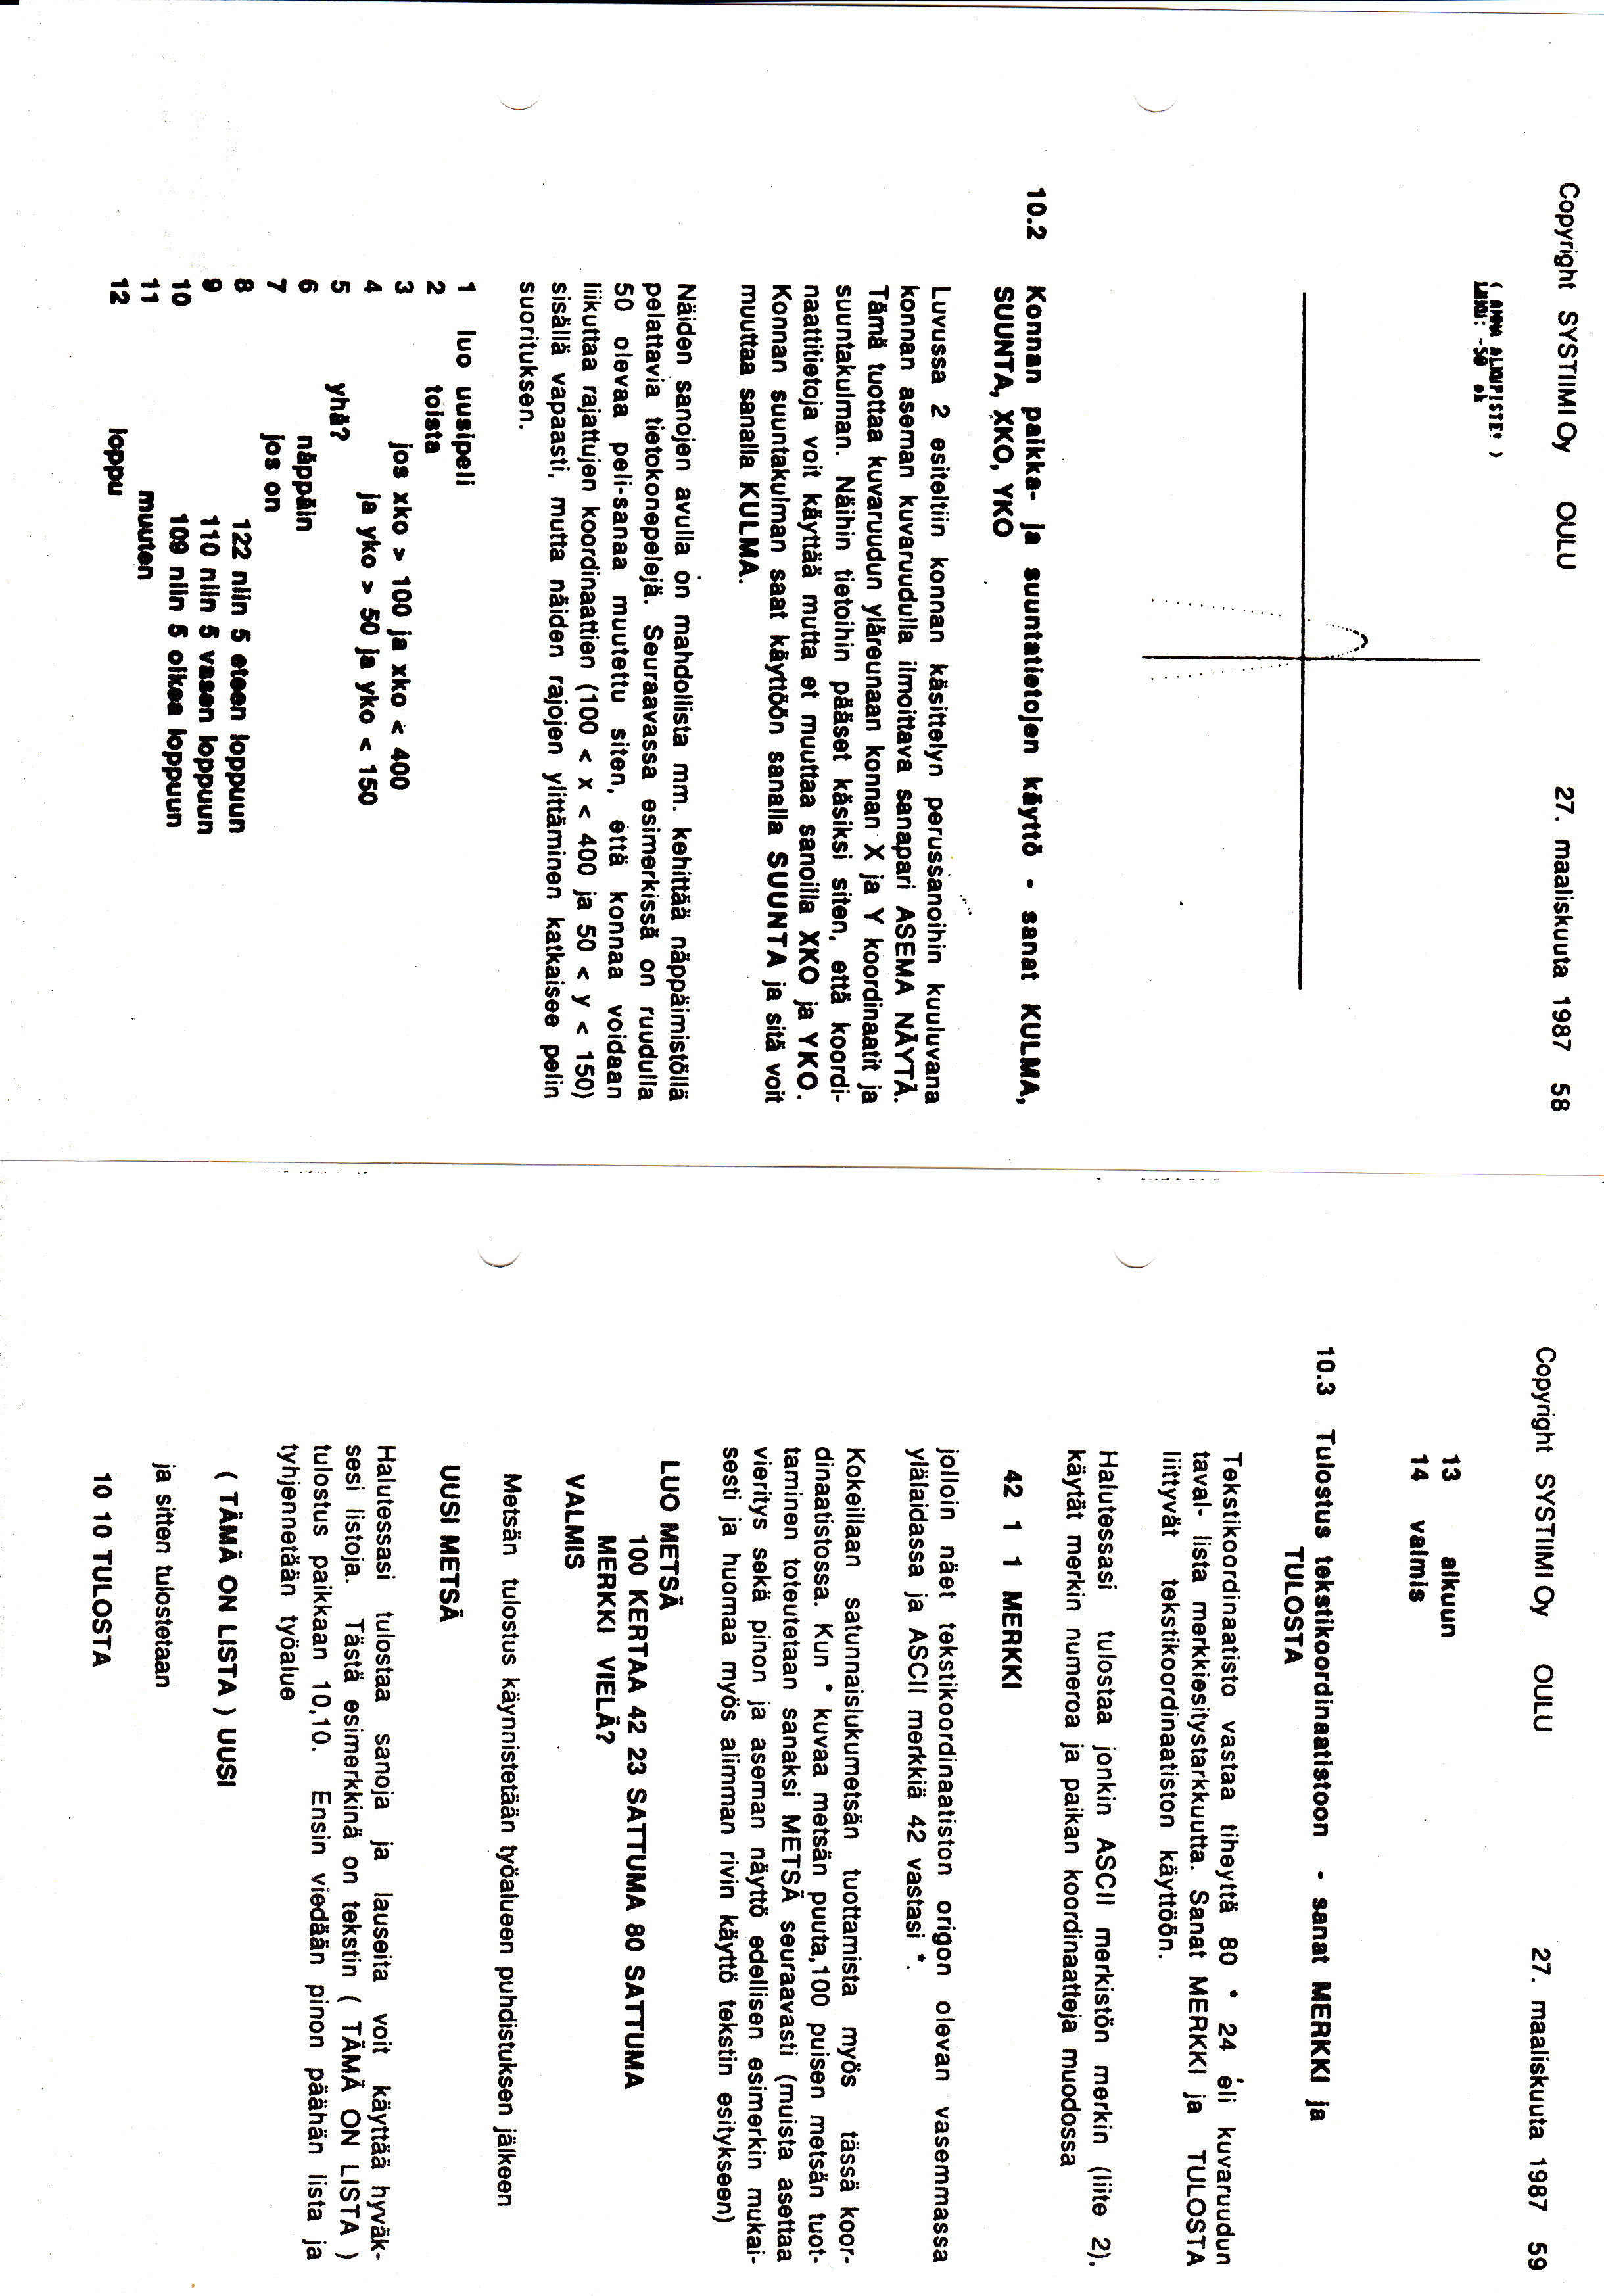 Copyright SYSTIIMI Oy OULU 27. maaliskuuta 1987 58
( ANNA ALKUPISTE! )
LUKU: -50 ok
10.2 Konnan paikka- ja suuntatietojen käyttö - sanat KULMA,
SUUNTA, XKO, YKO
Luvussa 2 esiteltiin konnan käsittelyn perussanoihin kuuluvana
konnan aseman kuvaruudulla ilmoittava sanapari ASEMA NÄYTÄ.
Tämä tuottaa kuvaruudun yläreunaan konnan X ja Y koordinaatit ja
suuntakulman. Näihin tietoihin pääset käsiksi siten, että koordi-
naattitietoja voit käyttää mutta et muuttaa sanoilla XKO ja YKO.
Konnan suuntakulman saat käyttöön sanalla SUUNTA ja sitä voit
muuttaa sanalla KULMA.
Näiden sanojen avulla on mahdollista mm. kehittää näppäimistöllä
pelattavia tietokonepelejä. Seuraavassa esimerkissä on ruudulla
50 olevaa peli-sanaa muutettu siten, että konnaa voidaan
liikuttaa rajattujen koordinaattien (100 < x < 400 ja 50 < y < 150)
sisällä vapaasti, mutta näiden rajojen ylittäminen katkaisee pelin
suorituksen.
1 luo uusipeli
2 toista
3 jos xko > 100 ja xko < 400
4 ja yko > 50 ja yko < 150
5 yhä?
6 näppäin
7 jos on
8 122 niin 5 eteen loppuun
9 110 niin 5 vasen loppuun
10 109 niin 5 oikea loppuun
11 muuten
12 loppu
Copyright SYSTIIMI Oy OULU 27. maaliskuuta 1987 59
13 alkuun
14 valmis
10.3 Tulostus tekstikoordinaatistoon - sanat MERKKI ja
TULOSTA
Tekstikoordinaatisto vastaa tiheyttä 80 * 24 eli kuvaruudun
taval- lista merkkiesitystarkkuutta. Sanat MERKKI ja TULOSTA
liittyvät tekstikoordinaatiston käyttöön.
Halutessasi tulostaa jonkin ASCII merkistön merkin (liite 2),
käytät merkin numeroa ja paikan koordinaatteja muodossa
42 1 1 MERKKI
jolloin näet tekstikoordinaatiston origon olevan vasemmassa
ylälaidassa ja ASCII merkkiä 42 vastasi *.
Kokeillaan satunnaislukumetsän tuottamista myös tässä koor-
dinaatistossa. Kun * kuvaa metsän puuta,100 puisen metsän tuot-
taminen toteutetaan sanaksi METSÄ seuraavasti (muista asettaa
vieritys sekä pinon ja aseman näyttö edellisen esimerkin mukai-
sesti ja huomaa myös alimman rivin käyttö tekstin esitykseen)
LUO METSÄ
100 KERTAA 42 23 SATTUMA 80 SATTUMA
MERKKI VIELÄ?
VALMIS
Metsän tulostus käynnistetään työalueen puhdistuksen jälkeen
UUSI METSÄ
Halutessasi tulostaa sanoja ja lauseita voit käyttää hyväk-
sesi listoja. Tästä esimerkkinä on tekstin ( TÄMÄ ON LISTA )
tulostus paikkaan 10,10. Ensin viedään pinon päähän lista ja
tyhjennetään työalue
( TÄMÄ ON LISTA ) UUSI
ja sitten tulostetaan
10 10 TULOSTA